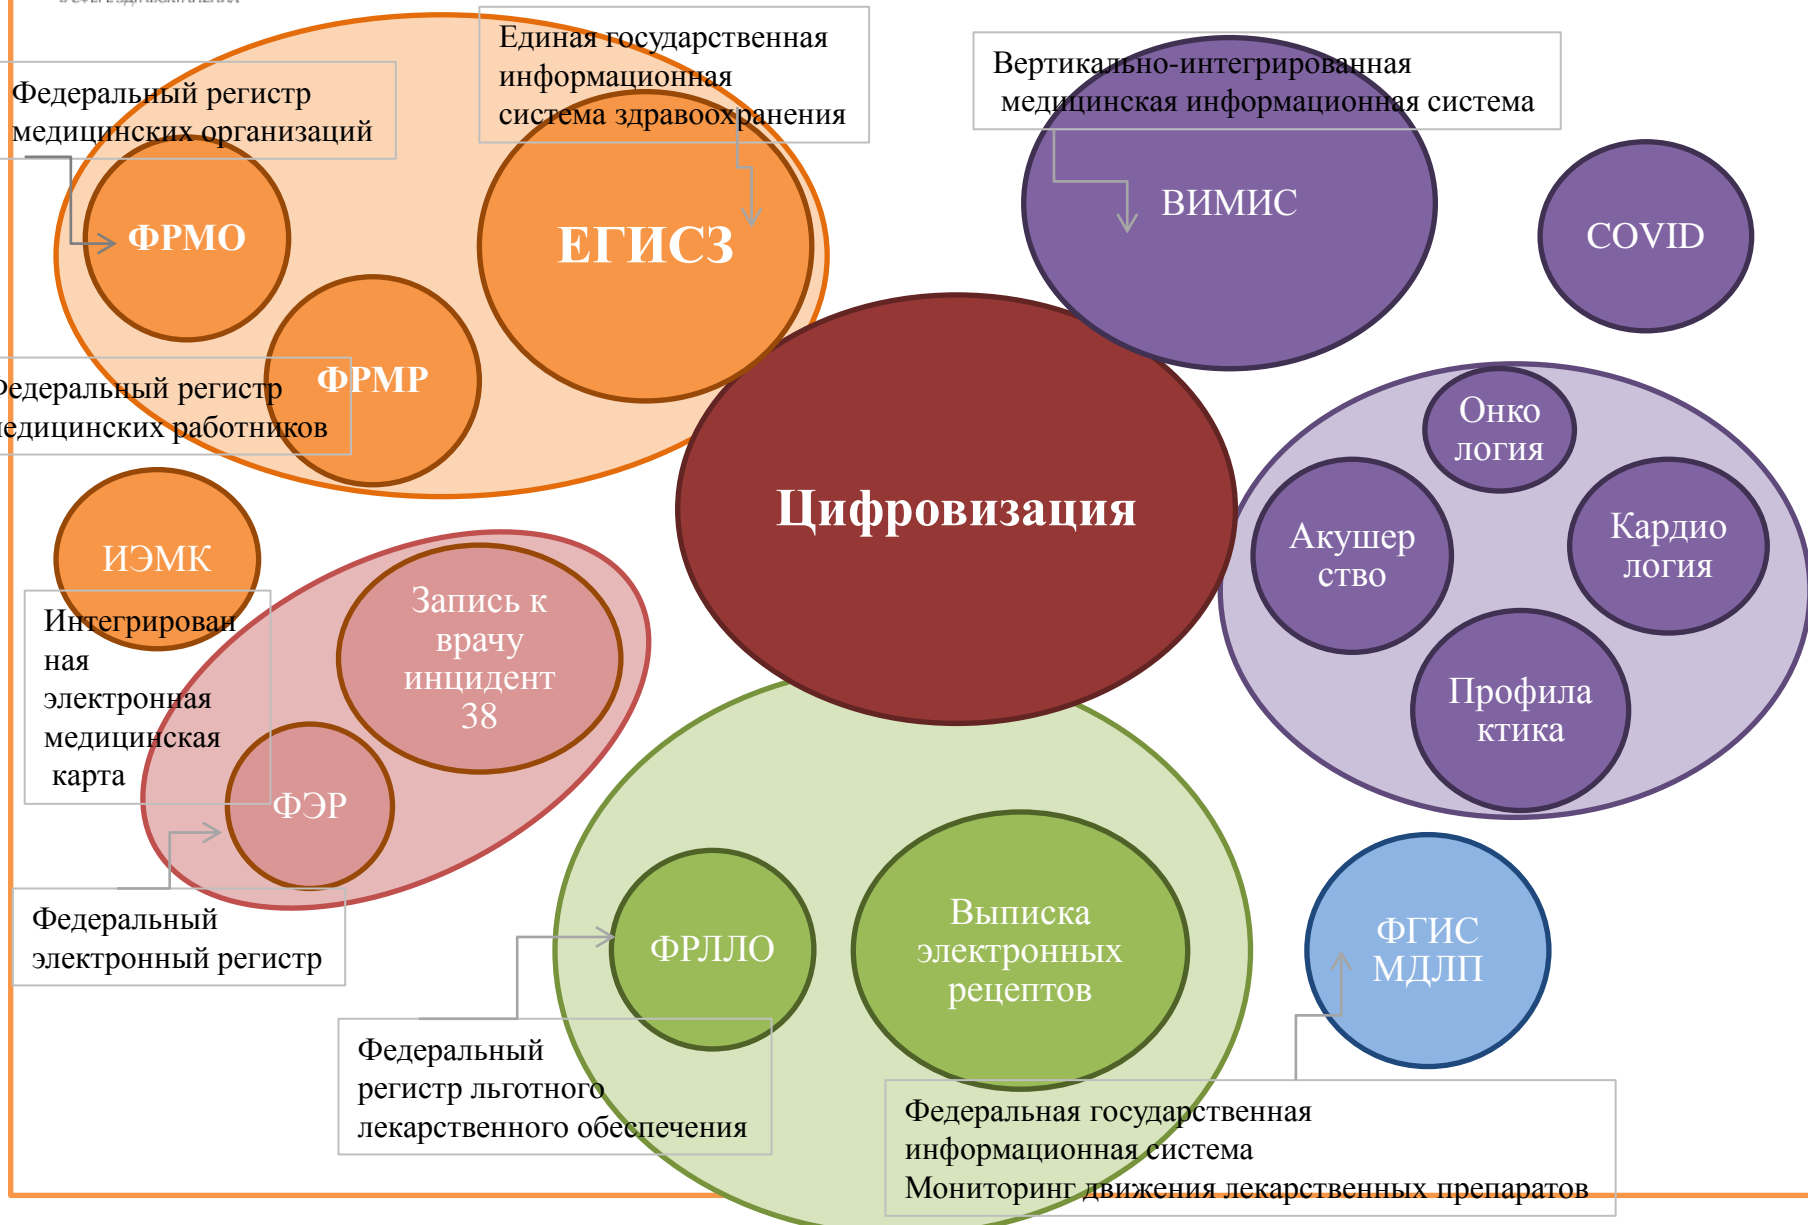 Единая государственная
информационная
система здравоохранения
Вертикально-интегрированная
медицинская информационная система
Федеральный регистр
медицинских организаций
ФРМО
ЕГИСЗ
ВИМИС
COVID
Федеральный регистр
медицинских работников
ФРМР
Онко
логия
Цифровизация
Акушер
ство
Кардио
логия
ИЭМК
Интегрирован
ная
электронная
медицинская
карта
Запись к
врачу
инцидент
38
Профила
ктика
ФЭР
Федеральный
электронный регистр
ФРЛЛО
Выписка
электронных
рецептов
ФГИС
МДЛП
Федеральный
регистр льготного
лекарственного обеспечения
Федеральная государственная
информационная система
Мониторинг движения лекарственных препаратов